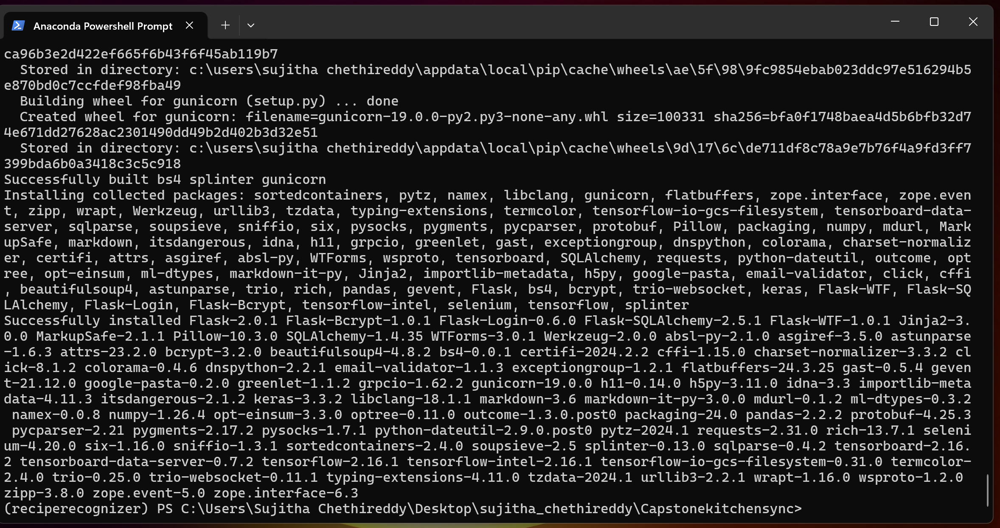 Anaconda Powershell Prompt
ca96b3e2d422ef665f6b43f6f45ab119b7
  Stored in directory: c:\users\sujitha chethireddy\appdata\local\pip\cache\wheels\ae\5f\98\9fc9854ebab023ddc97e516294b5
e870bd0c7ccfdef98fba49
  Building wheel for gunicorn (setup.py) ... done
  Created wheel for gunicorn: filename=gunicorn-19.0.0-py2.py3-none-any.whl size=100331 sha256=bfa0f1748baea4d5b6bfb32d7
4e671dd27628ac2301490dd49b2d402b3d32e51
  Stored in directory: c:\users\sujitha chethireddy\appdata\local\pip\cache\wheels\9d\17\6c\de711df8c78a9e7b76f4a9fd3ff7
399bda6b0a3418c3c5c918
Successfully built bs4 splinter gunicorn
Installing collected packages: sortedcontainers, pytz, namex, libclang, gunicorn, flatbuffers, zope.interface, zope.even
t, zipp, wrapt, Werkzeug, urllib3, tzdata, typing-extensions, termcolor, tensorflow-io-gcs-filesystem, tensorboard-data-
server, sqlparse, soupsieve, sniffio, six, pysocks, pygments, pycparser, protobuf, Pillow, packaging, numpy, mdurl, Mark
upSafe, markdown, itsdangerous, idna, h11, grpcio, greenlet, gast, exceptiongroup, dnspython, colorama, charset-normaliz
er, certifi, attrs, asgiref, absl-py, WTForms, wsproto, tensorboard, SQLAlchemy, requests, python-dateutil, outcome, opt
ree, opt-einsum, ml-dtypes, markdown-it-py, Jinja2, importlib-metadata, h5py, google-pasta, email-validator, click, cffi
, beautifulsoup4, astunparse, trio, rich, pandas, gevent, Flask, bs4, bcrypt, trio-websocket, keras, Flask-WTF, Flask-SQ
LAlchemy, Flask-Login, Flask-Bcrypt, tensorflow-intel, selenium, tensorflow, splinter
Successfully installed Flask-2.0.1 Flask-Bcrypt-1.0.1 Flask-Login-0.6.0 Flask-SQLAlchemy-2.5.1 Flask-WTF-1.0.1 Jinja2-3.
0.0 MarkupSafe-2.1.1 Pillow-10.3.0 SQLAlchemy-1.4.35 WTForms-3.0.1 Werkzeug-2.0.0 absl-py-2.1.0 asgiref-3.5.0 astunparse
-1.6.3 attrs-23.2.0 bcrypt-3.2.0 beautifulsoup4-4.8.2 bs4-0.0.1 certifi-2024.2.2 cffi-1.15.0 charset-normalizer-3.3.2 cl
ick-8.1.2 colorama-0.4.6 dnspython-2.2.1 email-validator-1.1.3 exceptiongroup-1.2.1 flatbuffers-24.3.25 gast-0.5.4 geven
t-21.12.0 google-pasta-0.2.0 greenlet-1.1.2 grpcio-1.62.2 gunicorn-19.0.0 h11-0.14.0 h5py-3.11.0 idna-3.3 importlib-meta
data-4.11.3 itsdangerous-2.1.2 keras-3.3.2 libclang-18.1.1 markdown-3.6 markdown-it-py-3.0.0 mdurl-0.1.2 ml-dtypes-0.3.2
 namex-0.0.8 numpy-1.26.4 opt-einsum-3.3.0 optree-0.11.0 outcome-1.3.0.post0 packaging-24.0 pandas-2.2.2 protobuf-4.25.3
 pycparser-2.21 pygments-2.17.2 pysocks-1.7.1 python-dateutil-2.9.0.post0 pytz-2024.1 requests-2.31.0 rich-13.7.1 seleni
um-4.20.0 six-1.16.0 sniffio-1.3.1 sortedcontainers-2.4.0 soupsieve-2.5 splinter-0.13.0 sqlparse-0.4.2 tensorboard-2.16.
2 tensorboard-data-server-0.7.2 tensorflow-2.16.1 tensorflow-intel-2.16.1 tensorflow-io-gcs-filesystem-0.31.0 termcolor-
2.4.0 trio-0.25.0 trio-websocket-0.11.1 typing-extensions-4.11.0 tzdata-2024.1 urllib3-2.2.1 wrapt-1.16.0 wsproto-1.2.0
zipp-3.8.0 zope.event-5.0 zope.interface-6.3
(reciperecognizer) PS C:\Users\Sujitha Chethireddy\Desktop\sujitha_chethireddy\Capstonekitchensync>